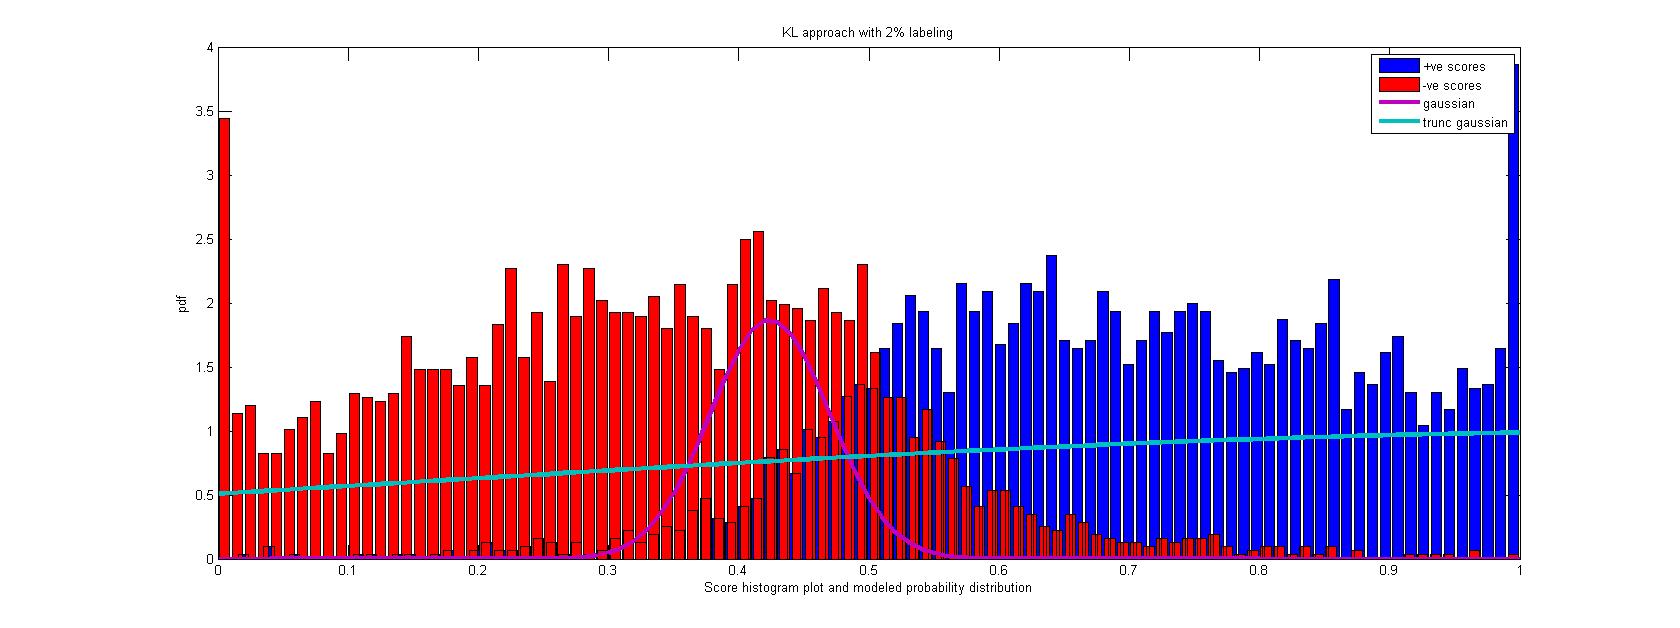 KL approach with 2% labeling
4
3.5
3
2.5
2
1.5
1
0.5
0
pdf
+ve scores
-ve scores
gaussian
trunc gaussian
0 0.1 0.2 0.3 0.4 0.5 0.6 0.7 0.8 0.9 1
Score histogram plot and modeled probability distribution